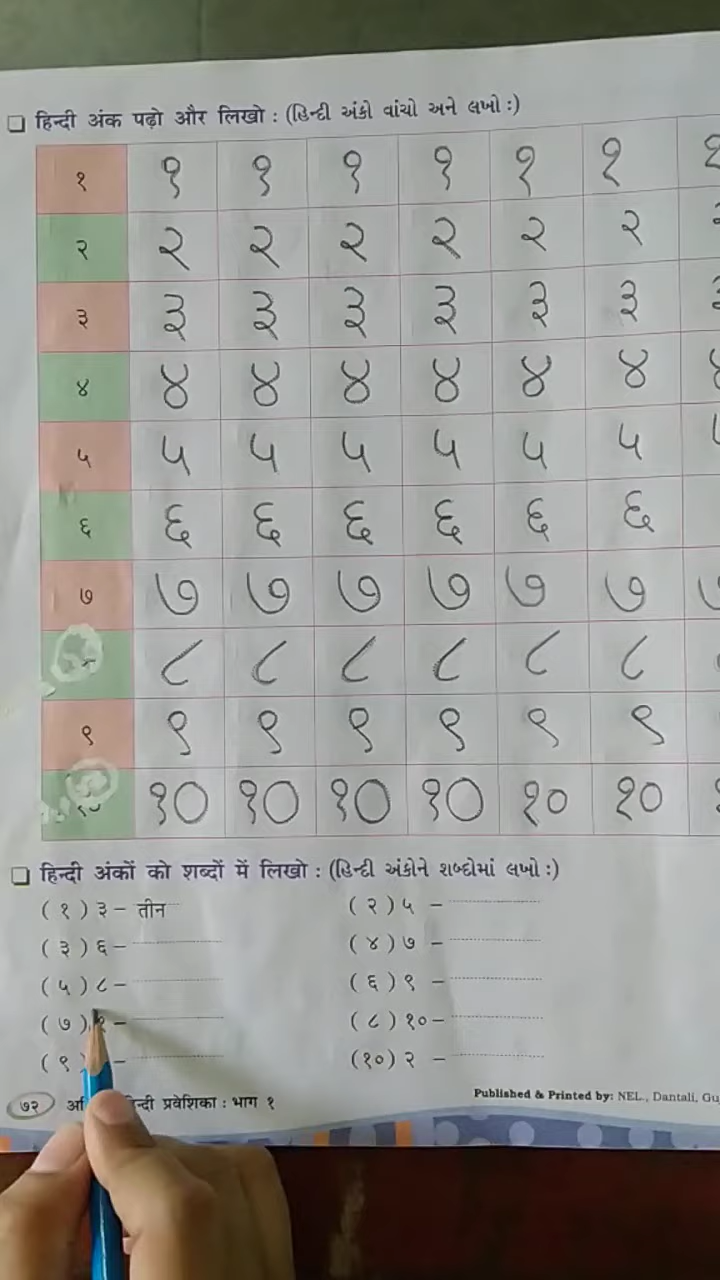 हिन्दी अंक पढ़ो और लिखो : (હિન્દી અંકો વાંચો અને લખો :)
१ १ १ १ १ १ १
२ २ २ २ २ २ २
३ ३ ३ ३ ३ ३ ३
४ ४ ४ ४ ४ ४ ४
५ ५ ५ ५ ५ ५ ५
६ ६ ६ ६ ६ ६ ६
७ ७ ७ ७ ७ ७ ७
८ ८ ८ ८ ८ ८
९ ९ ९ ९ ९ ९ ९
१० १० १० १० १० १० १०
हिन्दी अंकों को शब्दों में लिखो : (હિન્દી અંકોને શબ્દોમાં લખો :)
( १ ) ३ – तीन ( २ ) ५ –
( ३ ) ६ – ( ४ ) ७ –
( ५ ) ८ – ( ६ ) ९ –
( ७ ) – ( ८ ) १० –
( ९ – (१०) २ –
७२ प्रवेशिका : भाग १ Published & Printed by: NEL., Dantali,